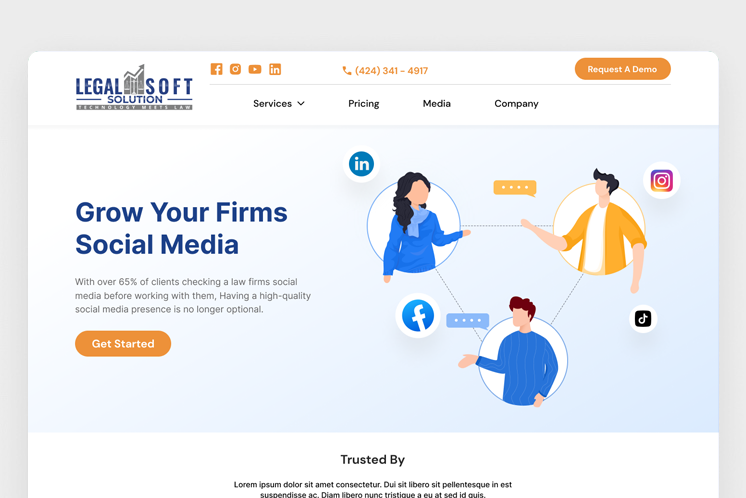 LEGAL SOFT
SOLUTION
TECHNOLOGY MEETS LAW
(424) 341 - 4917
Request A Demo
Services
Pricing
Media
Company
Grow Your Firms
Social Media
With over 65% of clients checking a law firms social
media before working with them, Having a high-quality
social media presence is no longer optional.
Get Started
in
Trusted By
Lorem ipsum dolor sit amet consectetur. Dui sit libero sit pellentesque in est
suspendisse ac. Diam libero nunc tristique a eu at sed id quis.